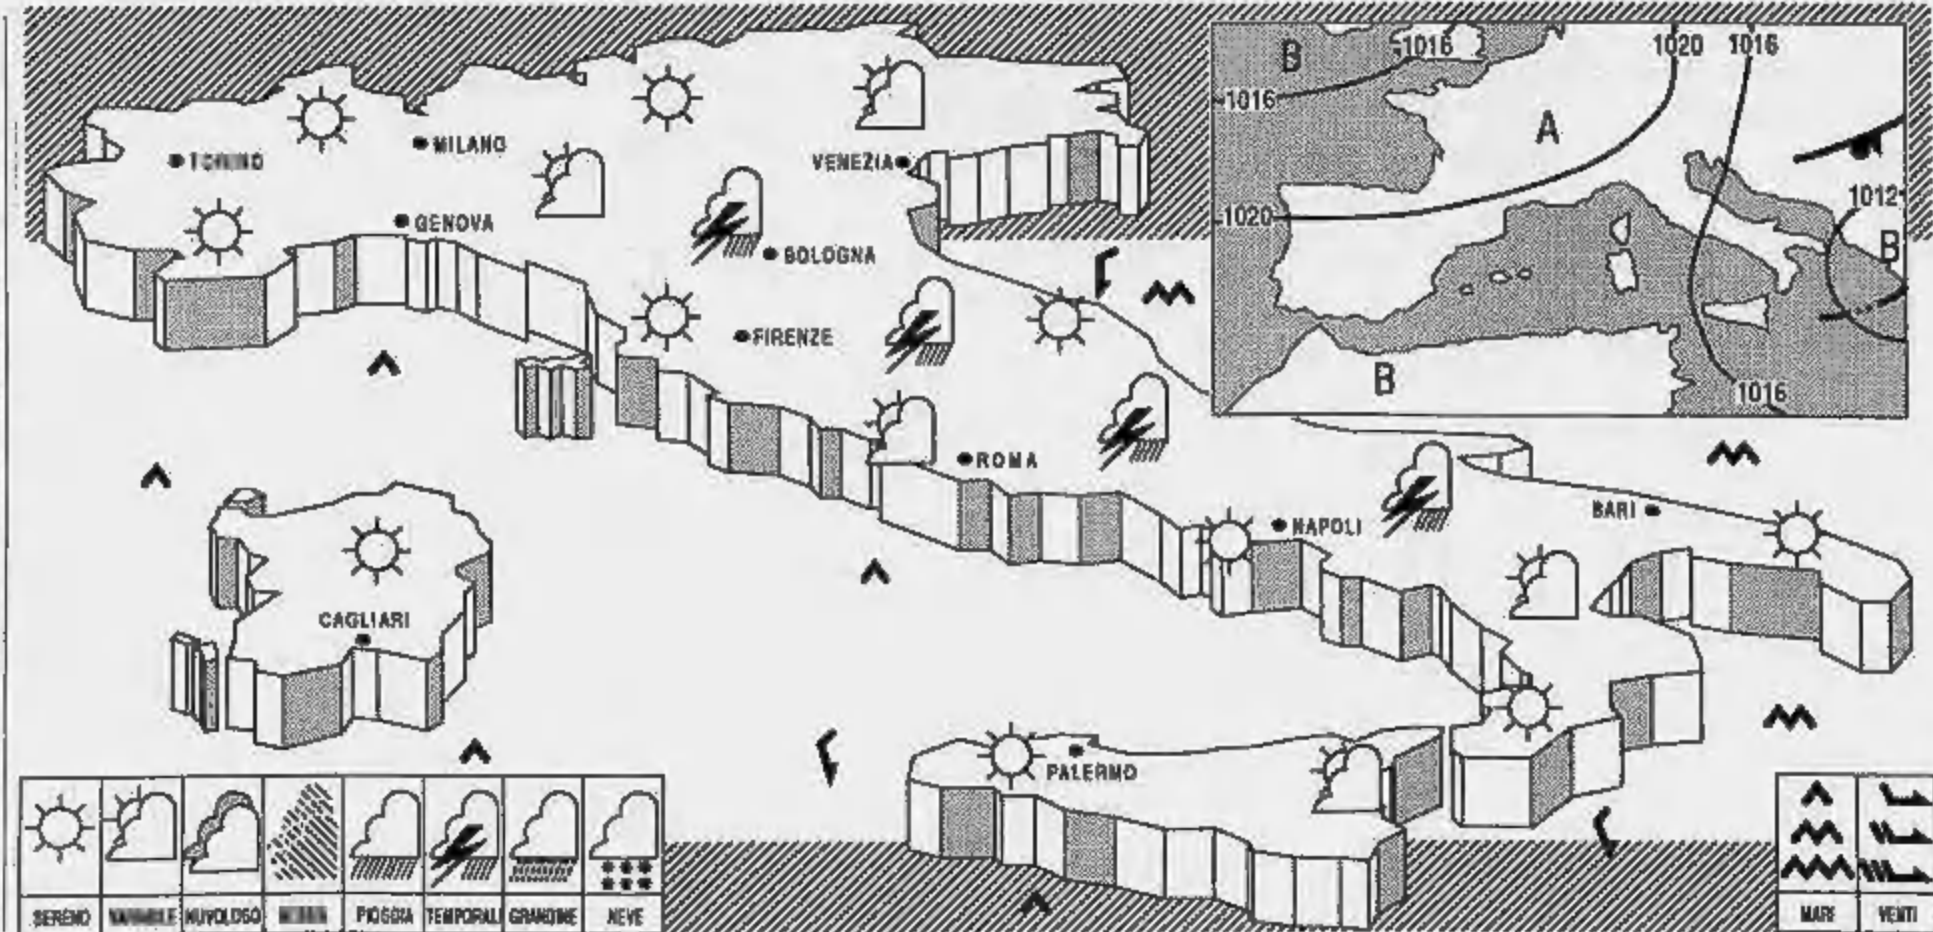 1016
1020 1016
B
1016
A
1012
1020
B
B
1016
MILANO
TORINO
VENEZIA
GENOVA
BOLOGNA
FIRENZE
ROMA
NAPOLI
BARI
CAGLIARI
PALERMO
SERENO VARIABILE NUVOLOSO PIOGGIA TEMPORALI GRANDINE NEVE
MARI VENTI